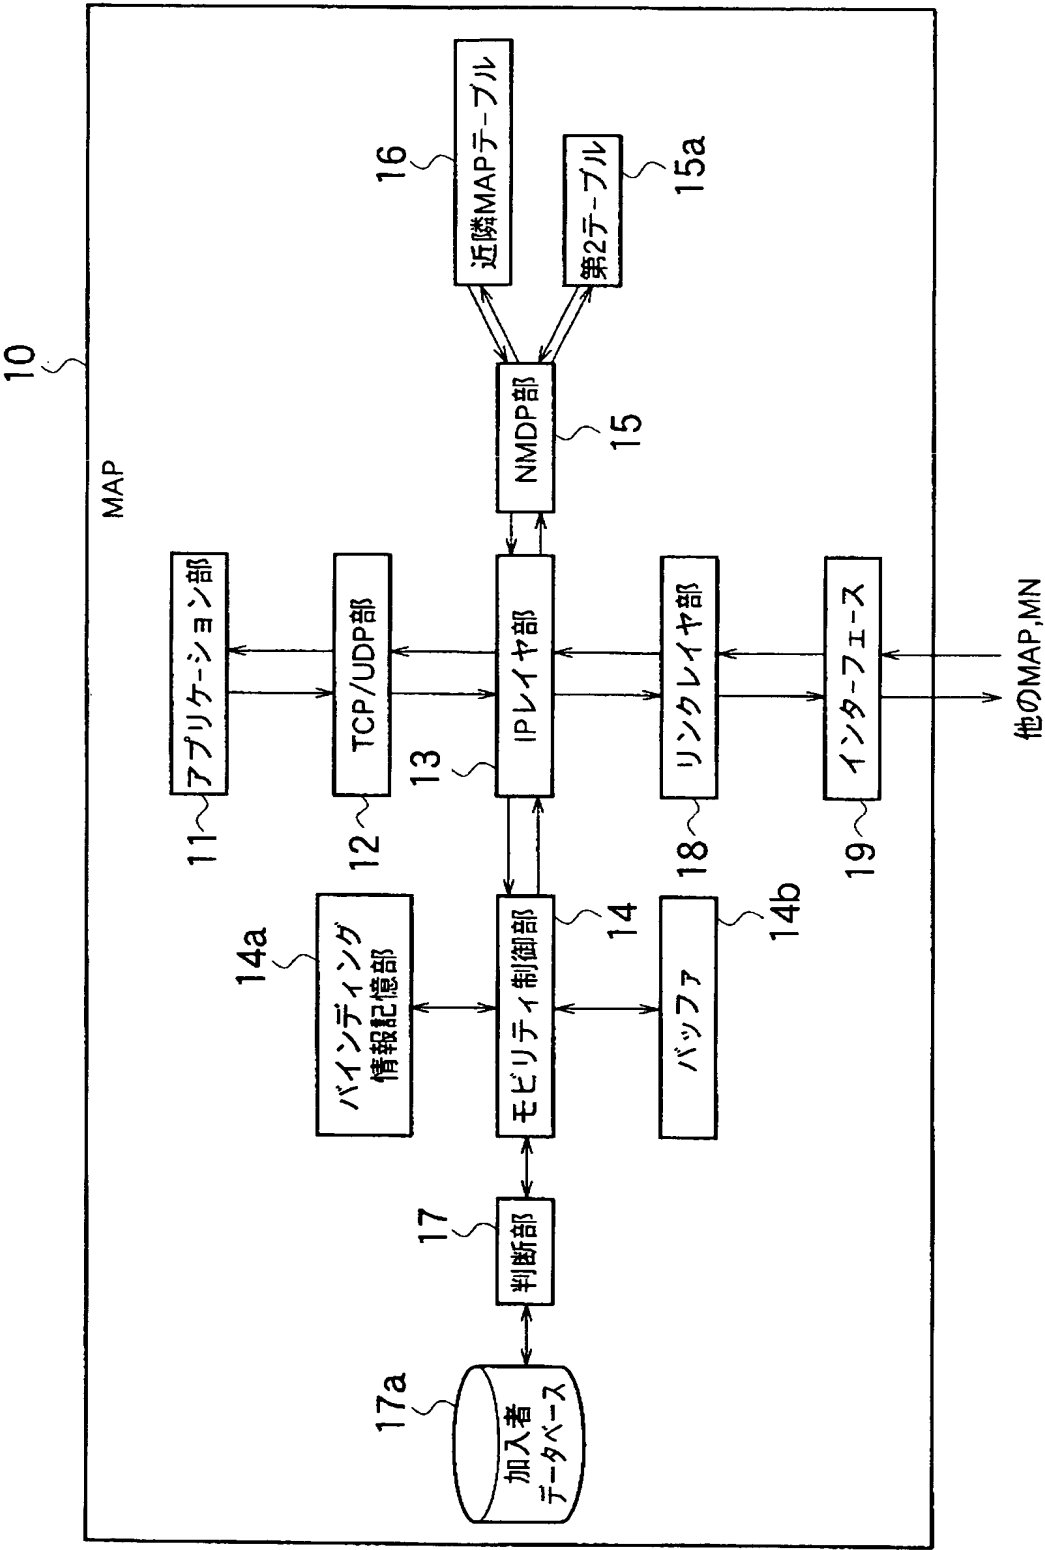 10
MAP
11
アプリケーション部
12
TCP/UDP部
14a
バインディング
情報記憶部
16
近隣MAPテーブル
17a
加入者
データベース
17
判断部
モビリティ制御部
14
13
IPレイヤ部
NMDP部
15
第2テーブル
15a
バッファ
14b
18
リンクレイヤ部
19
インターフェース
他のMAP,MN